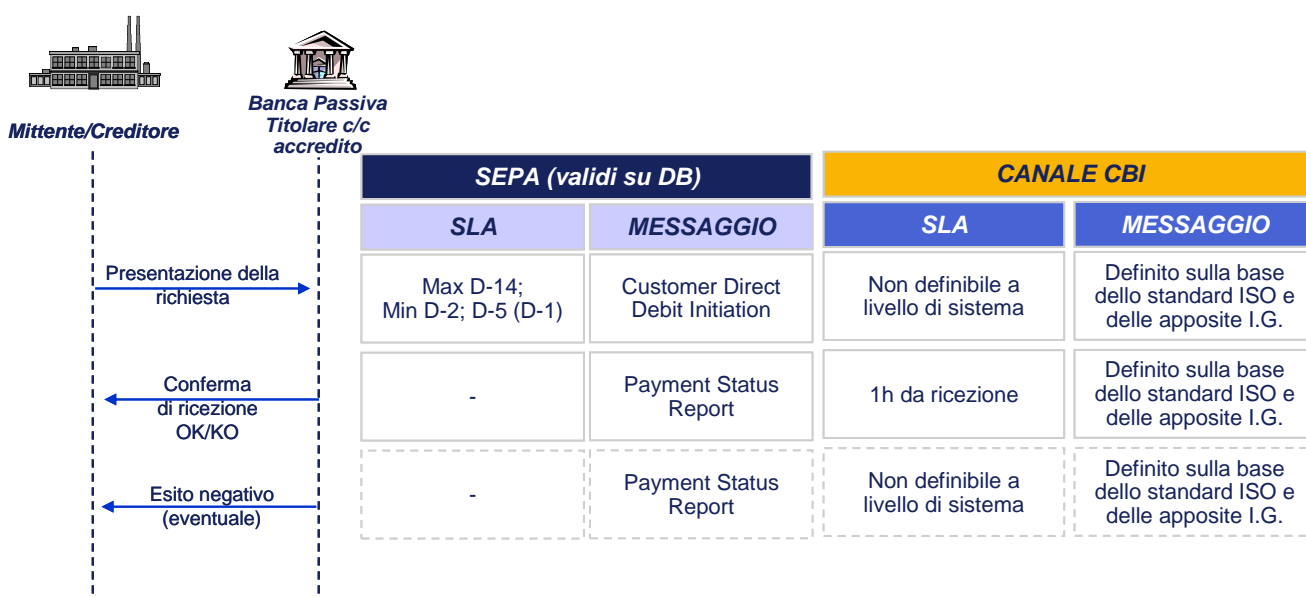 Mittente/Creditore
Banca Passiva
Titolare c/c
accredito
SEPA (validi su DB)
CANALE CBI
SLA
MESSAGGIO
SLA
MESSAGGIO
Presentazione della
richiesta
Max D-14;
Min D-2; D-5 (D-1)
Customer Direct
Debit Initiation
Non definibile a
livello di sistema
Definito sulla base
dello standard ISO e
delle apposite I.G.
Conferma
di ricezione
OK/KO
-
Payment Status
Report
1h da ricezione
Definito sulla base
dello standard ISO e
delle apposite I.G.
Esito negativo
(eventuale)
-
Payment Status
Report
Non definibile a
livello di sistema
Definito sulla base
dello standard ISO e
delle apposite I.G.